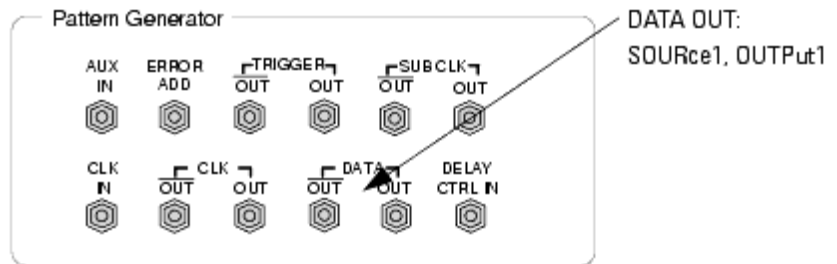 Pattern Generator
DATA OUT:
SOURce1, OUTPut1
AUX IN
ERROR ADD
TRIGGER
OUT
OUT
SUBCLK
OUT
OUT
CLK IN
CLK
OUT
OUT
DATA
OUT
OUT
DELAY CTRL IN